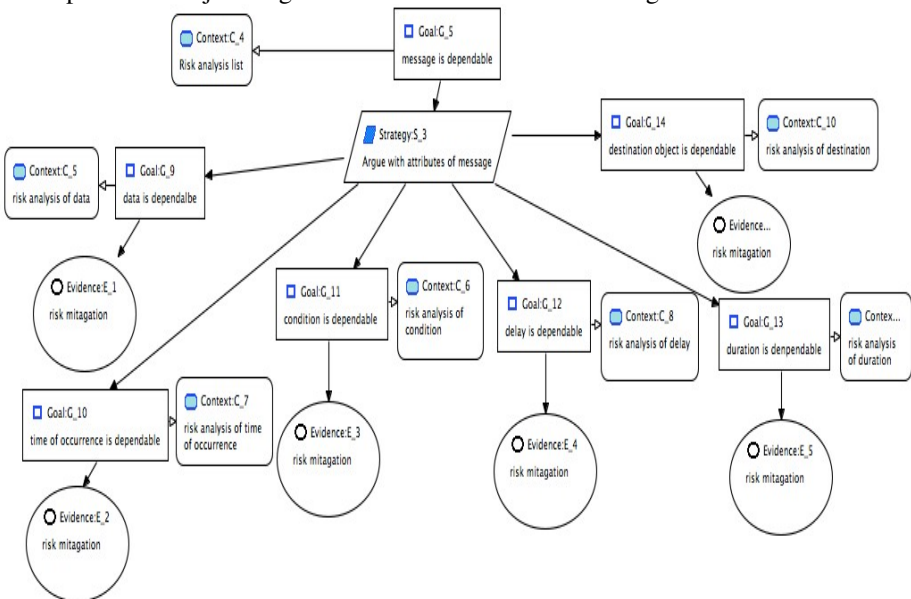 Goal:G_5
message is dependable
Context:C_4
Risk analysis list
Strategy:S_3
Argue with attributes of message
Goal:G_14
destination object is dependable
Context:C_10
risk analysis of destination
Context:C_5
risk analysis of data
Goal:G_9
data is dependalbe
Evidence...
risk mitagation
Evidence:E_1
risk mitagation
Goal:G_11
condition is dependable
Context:C_6
risk analysis of
condition
Goal:G_12
delay is dependable
Context:C_8
risk analysis of delay
Goal:G_13
duration is denpendable
Contex...
risk analysis
of duration
Goal:G_10
time of occurrence is dependable
Context:C_7
risk analysis of time
of occurrence
Evidence:E_3
risk mitagation
Evidence:E_4
risk mitagation
Evidence:E_5
risk mitagation
Evidence:E_2
risk mitagation